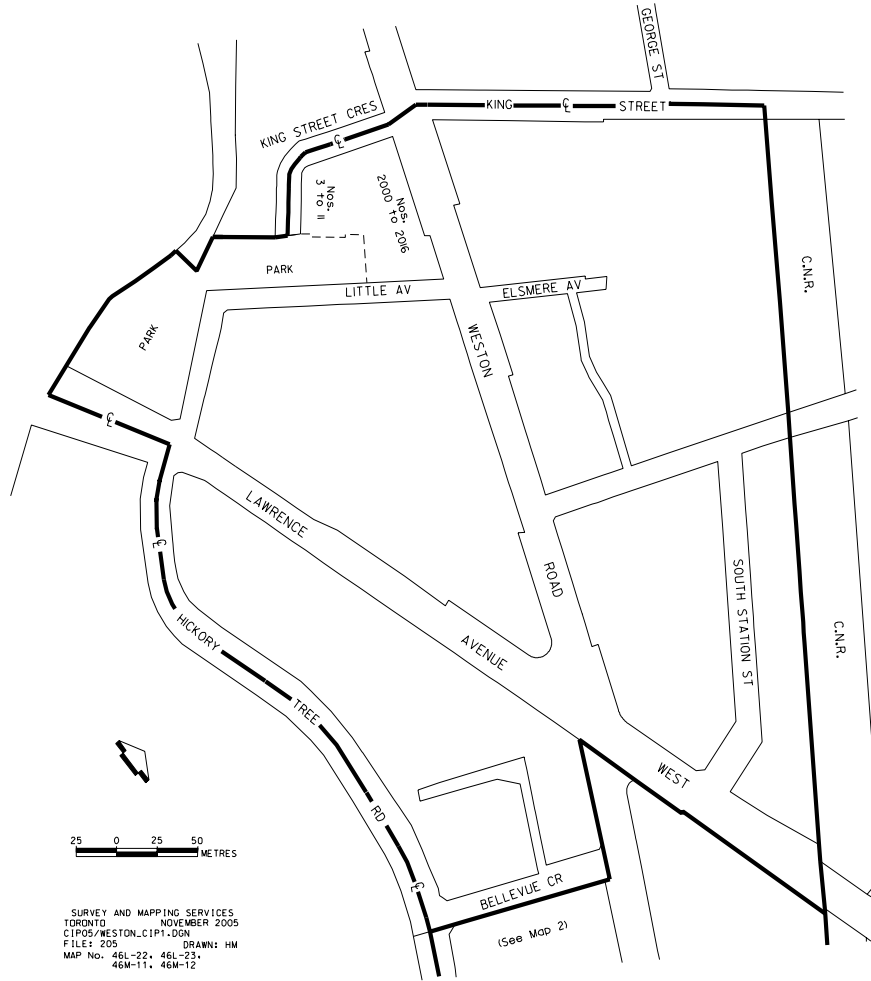 GEORGE ST
KING STREET CRES
℄
KING
℄
STREET
Nos.
3 to 11
Nos.
2000 to 2016
PARK
LITTLE AV
ELSMERE AV
C.N.R.
PARK
WESTON
℄
LAWRENCE
℄
ROAD
SOUTH STATION ST
HICKORY
AVENUE
C.N.R.
TREE
WEST
RD
25 0 25 50
METRES
℄
BELLEVUE CR
(See Map 2)
SURVEY AND MAPPING SERVICES
TORONTO NOVEMBER 2005
CIP05/WESTON_CIP1.DGN
FILE: 205 DRAWN: HM
MAP No. 46L-22, 46L-23,
46M-11, 46M-12